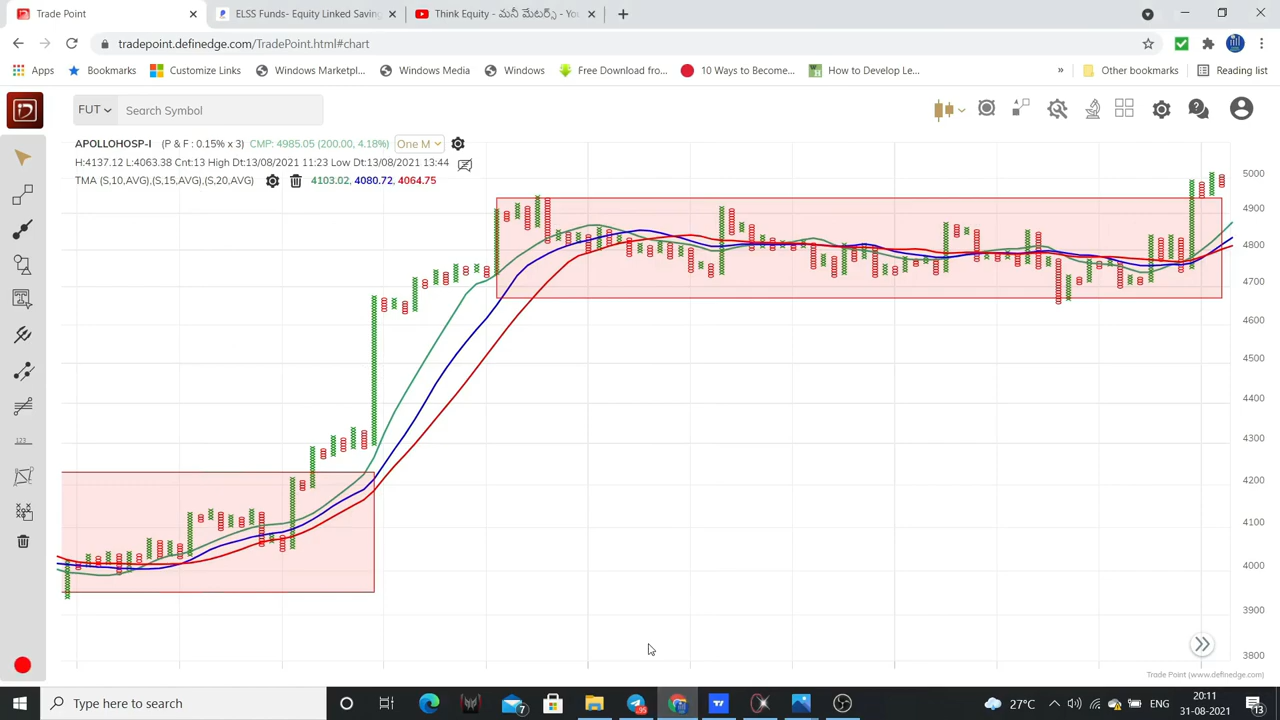 Trade Point
ELSS Funds- Equity Linked Savin
Think Equity - మనీ మేటర్స్ - Yo
tradepoint.definedge.com/TradePoint.html#chart
Apps
Bookmarks
Customize Links
Windows Marketpl...
Windows Media
Windows
Free Download fro...
10 Ways to Become...
How to Develop Le...
»
Other bookmarks
Reading list
FUT
Search Symbol
APOLLOHOSP-I (P & F : 0.15% x 3) CMP: 4985.05 (200.00, 4.18%) One M
H:4137.12 L:4063.38 Cnt:13 High Dt:13/08/2021 11:23 Low Dt:13/08/2021 13:44
TMA (S,10,AVG),(S,15,AVG),(S,20,AVG) 4103.02, 4080.72, 4064.75
5000
4900
4800
4700
4600
4500
4400
4300
4200
4100
4000
3900
3800
123
Trade Point (www.definedge.com)
Type here to search
7
95
27°C
ENG
20:11
31-08-2021
13